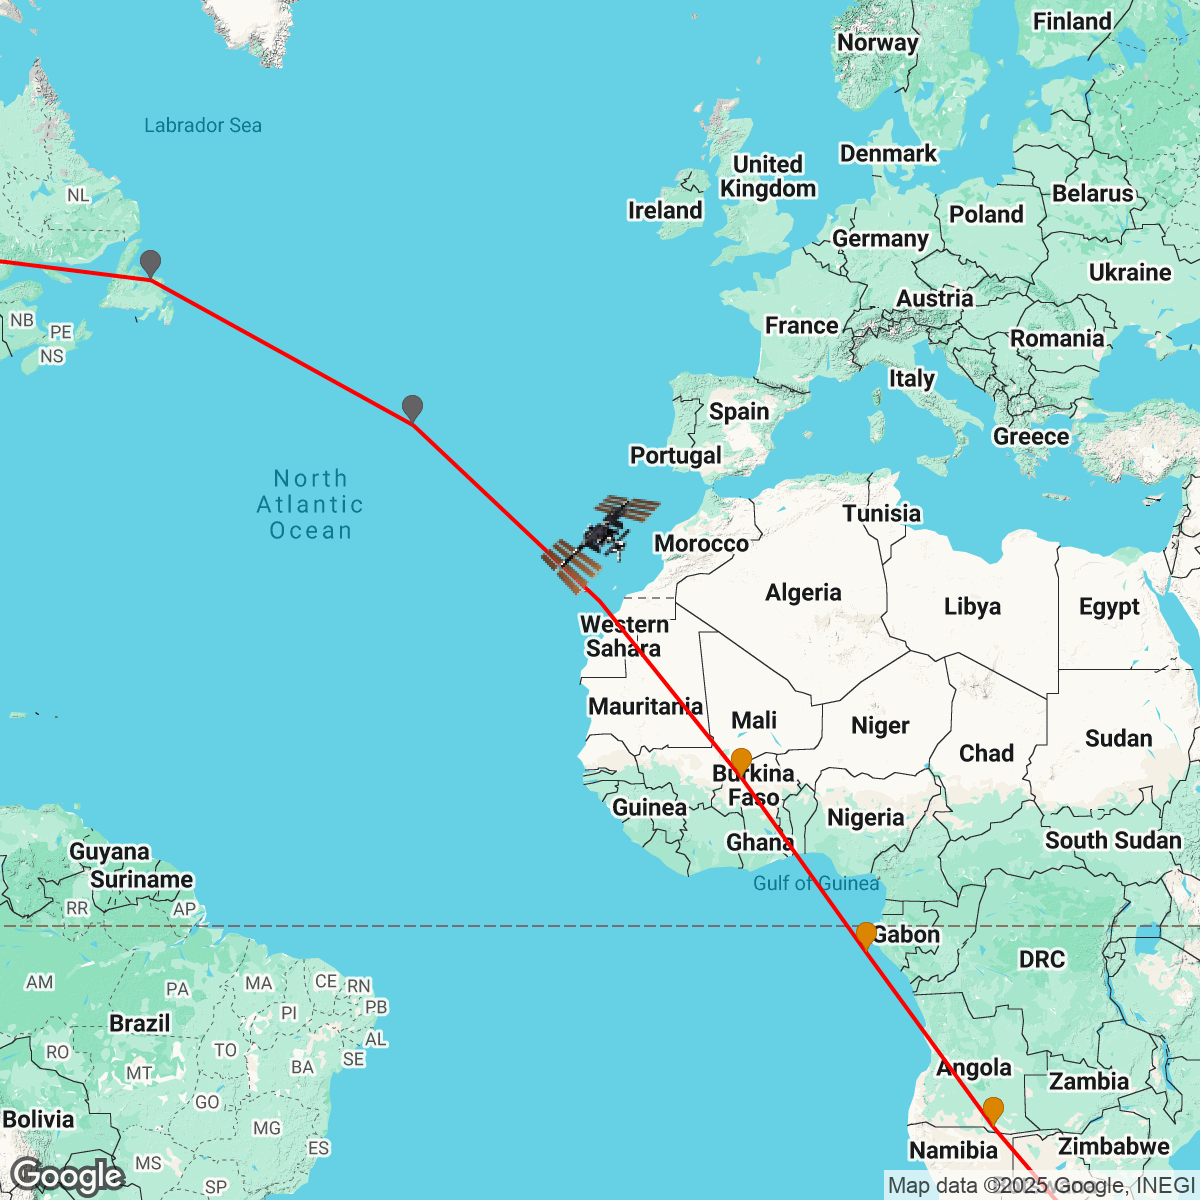 Finland
Norway
Labrador Sea
Denmark
United
Kingdom
Belarus
NL
Ireland
Poland
Germany
Ukraine
Austria
NB
PE
France
Romania
NS
Italy
Spain
Greece
Portugal
North
Atlantic
Ocean
Tunisia
Morocco
Algeria
Libya
Egypt
Western
Sahara
Mauritania
Mali
Niger
Sudan
Chad
Burkina
Faso
Guinea
Nigeria
Ghana
South Sudan
Guyana
Suriname
Gulf of Guinea
RR
AP
Gabon
DRC
AM
PA
MA
CE
RN
PB
PI
Brazil
AL
RO
TO
SE
BA
MT
Angola
Zambia
GO
Bolivia
MG
ES
Namibia
Zimbabwe
MS
SP
Google
Map data ©2025 Google, INEGI